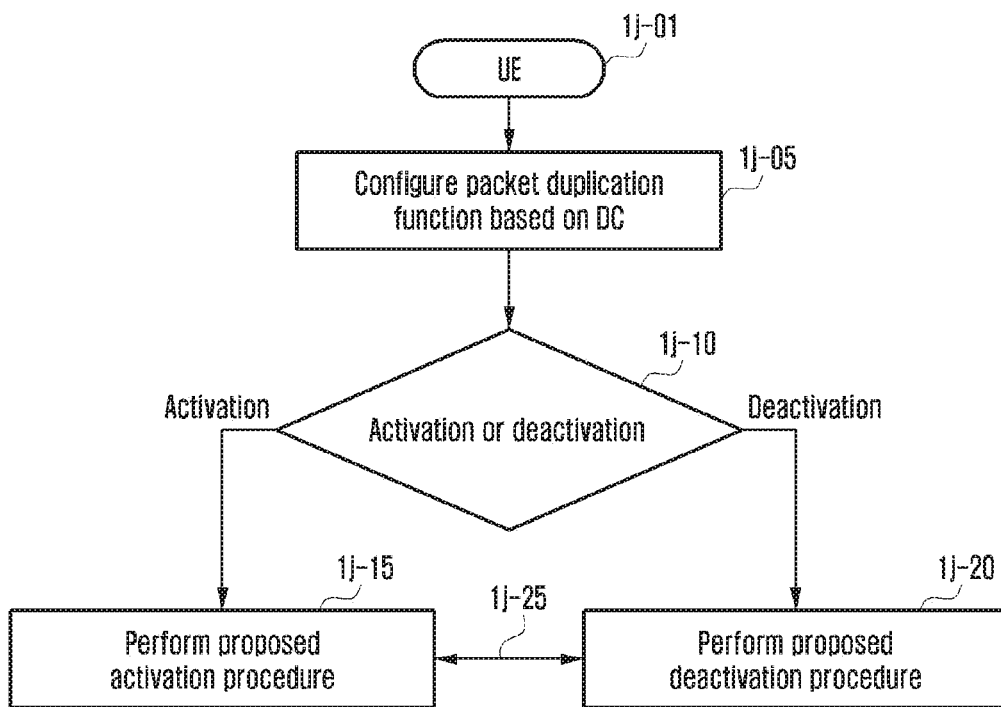 1j-01
UE
1j-05
Configure packet duplication
function based on DC
1j-10
Activation
Deactivation
Activation or deactivation
1j-15
1j-25
1j-20
Perform proposed
activation procedure
Perform proposed
deactivation procedure